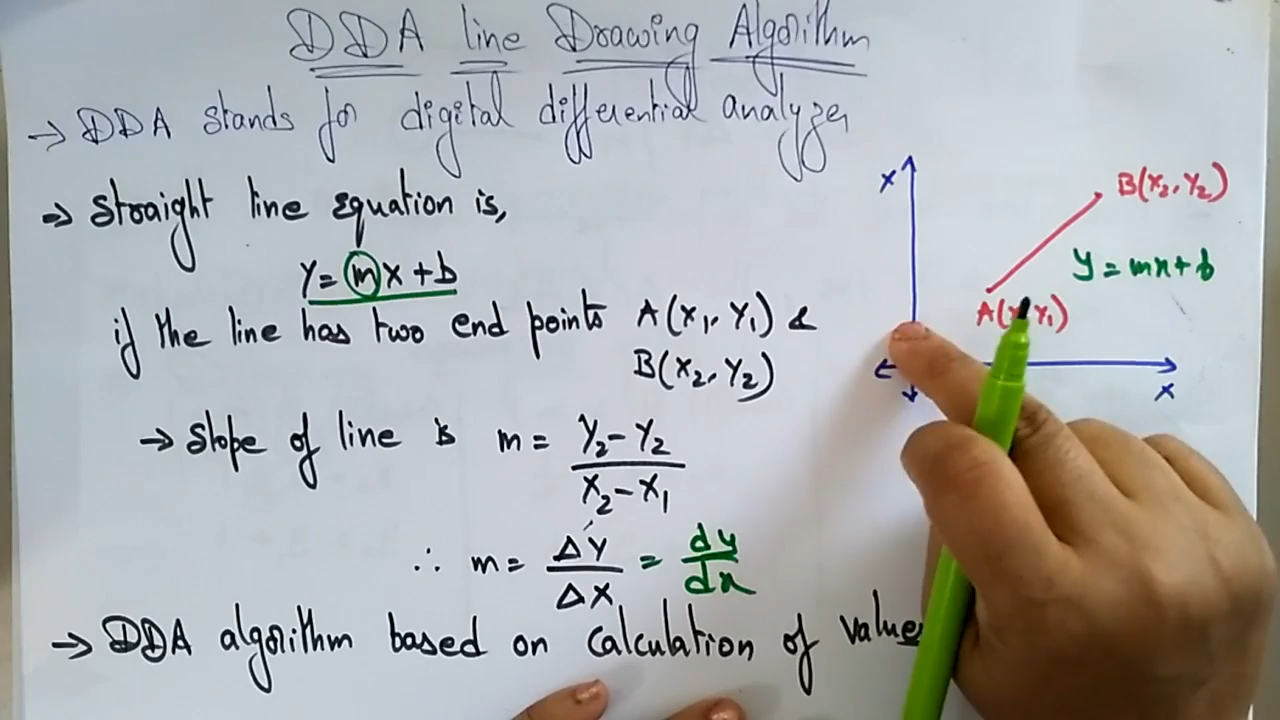 DDA line Drawing Algorithm
→ DDA stands for digital differential analyzer
→ Straight line Equation is,
Y = mX + b
if the line has two end points A(X1, Y1) &
B(X2, Y2)
→ Slope of line is m = Y2 - Y2 / X2 - X1
∴ m = ΔY / ΔX = dy / dx
→ DDA algorithm based on Calculation of values
X
B(X2, Y2)
y = mx + b
A( Y1)
X